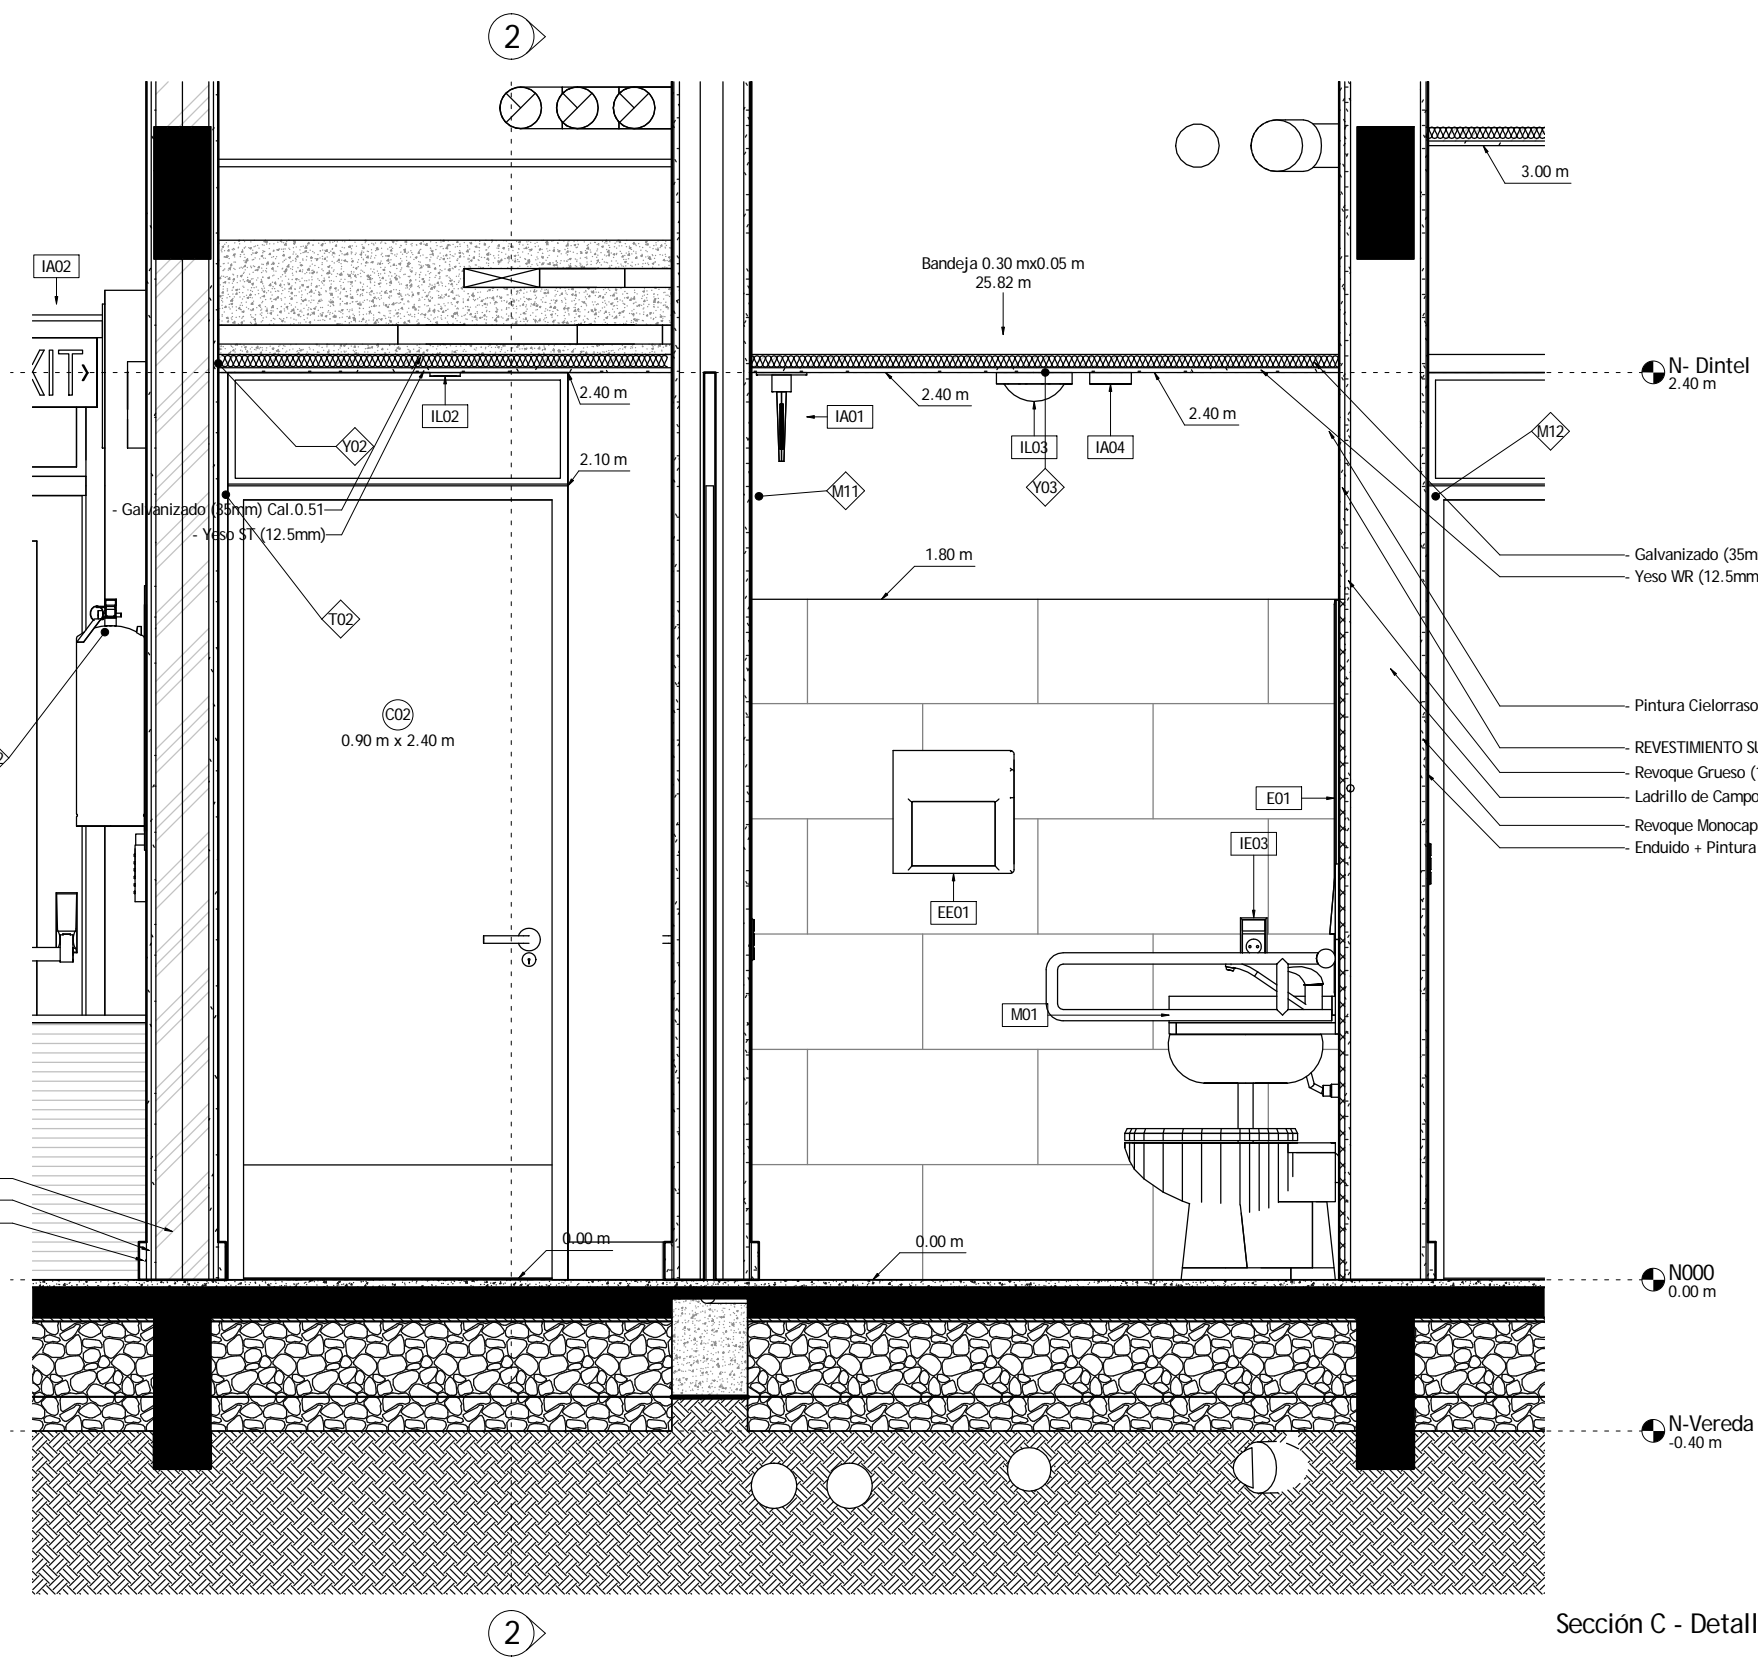 2
3.00 m
IA02
Bandeja 0.30 mx0.05 m
25.82 m
N- Dintel
2.40 m
2.40 m
2.40 m
2.40 m
IL02
IA01
IL03
IA04
M12
Y02
2.10 m
M11
Y03
- Galvanizado (35mm) Cal.0.51
- Yeso ST (12.5mm)
1.80 m
- Galvanizado (35m
- Yeso WR (12.5mm
T02
C02
0.90 m x 2.40 m
- Pintura Cielorraso
- REVESTIMIENTO SU
- Revoque Grueso (1
- Ladrillo de Campo
- Revoque Monocap
- Enduido + Pintura
E01
IE03
EE01
M01
0.00 m
0.00 m
N000
0.00 m
N-Vereda
-0.40 m
2
Sección C - Detall